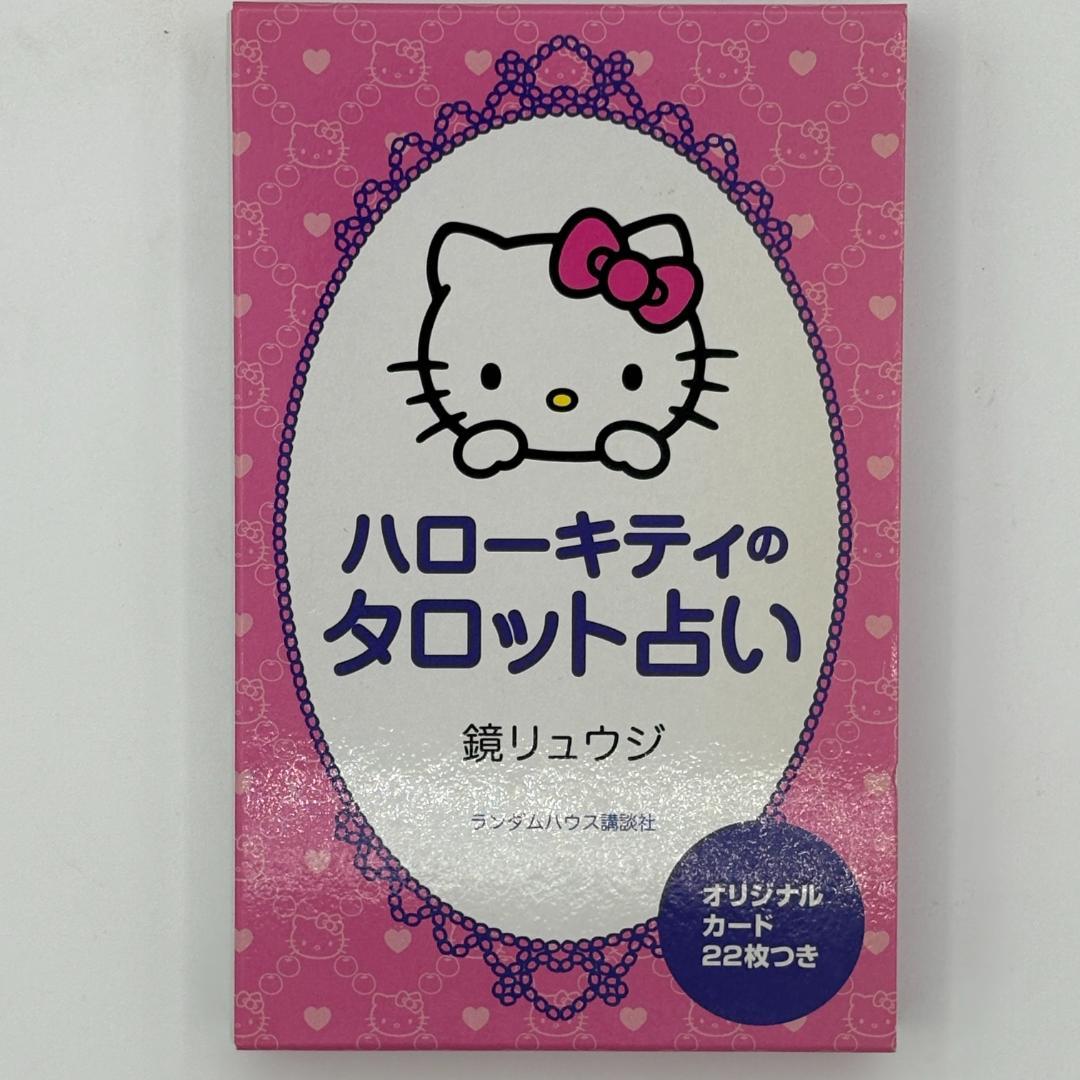 ハローキティの
タロット占い
鏡リュウジ
ランダムハウス講談社
オリジナル
カード
22枚つき